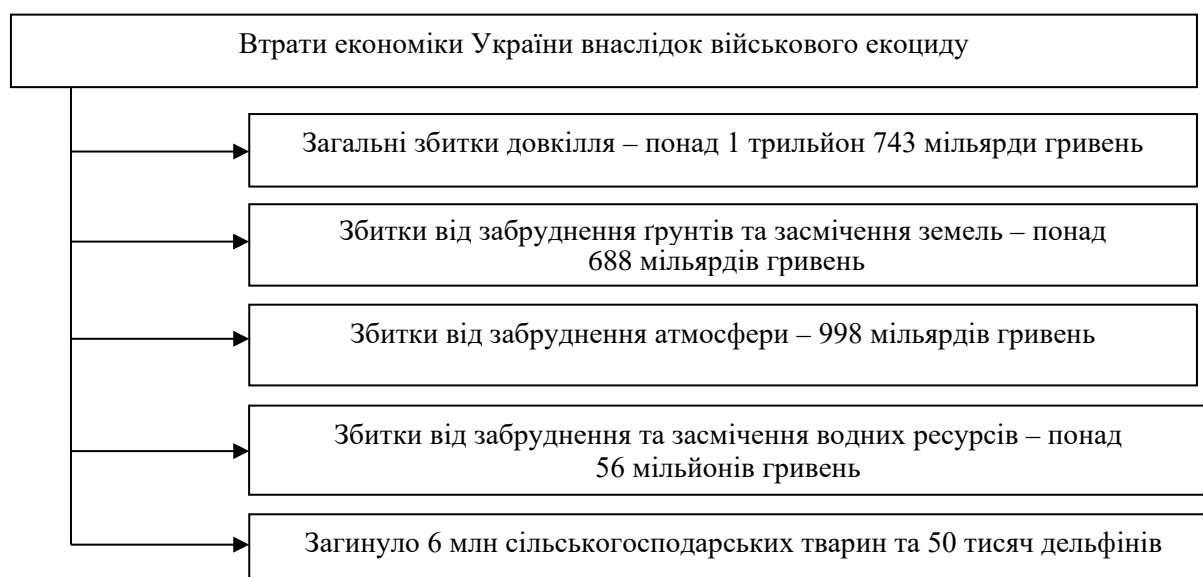 Втрати економіки України внаслідок військового екоциду
Загальні збитки довкілля – понад 1 трильйон 743 мільярди гривень
Збитки від забруднення ґрунтів та засмічення земель – понад
688 мільярдів гривень
Збитки від забруднення атмосфери – 998 мільярдів гривень
Збитки від забруднення та засмічення водних ресурсів – понад
56 мільйонів гривень
Загинуло 6 млн сільськогосподарських тварин та 50 тисяч дельфінів